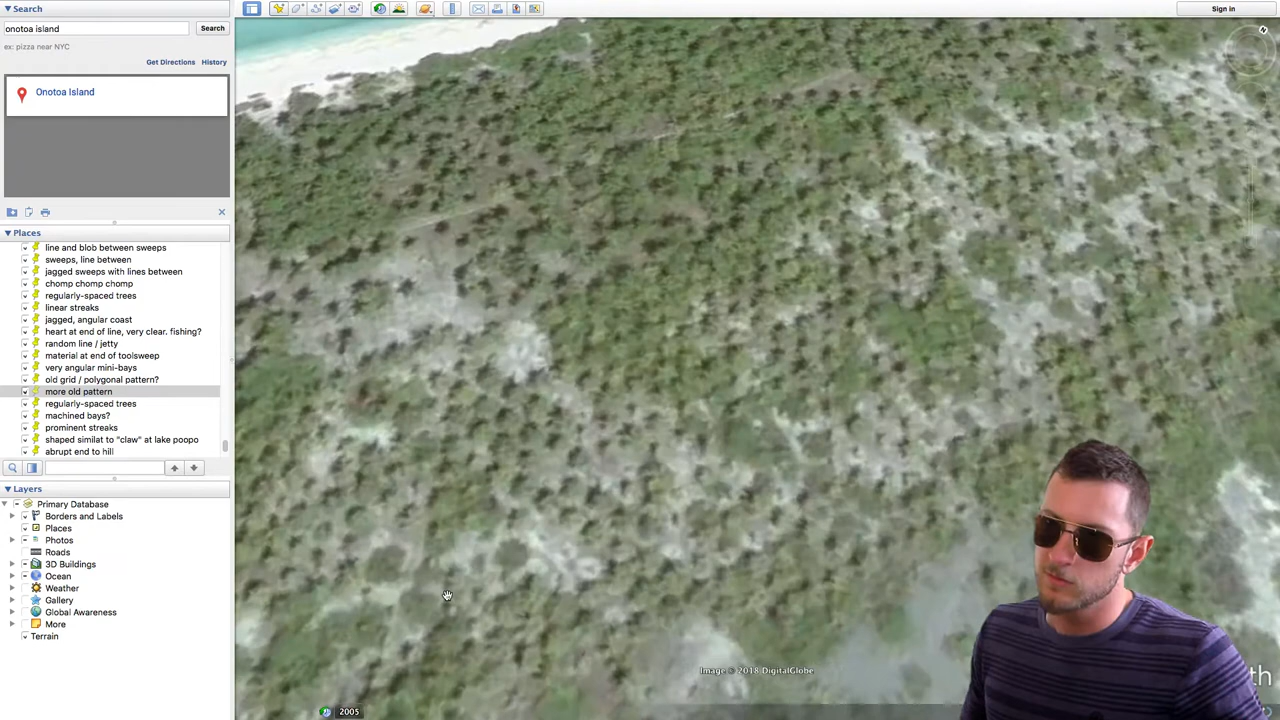 Search
Sign in
onotoa island
Search
ex: pizza near NYC
Get Directions
History
Onotoa Island
Places
line and blob between sweeps
sweeps, line between
jagged sweeps with lines between
chomp chomp chomp
regularly-spaced trees
linear streaks
jagged, angular coast
heart at end of line, very clear. fishing?
random line / jetty
material at end of toolsweep
very angular mini-bays
old grid / polygonal pattern?
more old pattern
regularly-spaced trees
machined bays?
prominent streaks
shaped similat to "claw" at lake poopo
abrupt end to hill
Layers
Primary Database
Borders and Labels
Places
Photos
Roads
3D Buildings
Ocean
Weather
Gallery
Global Awareness
More
Terrain
Image © 2018 DigitalGlobe
th
2005